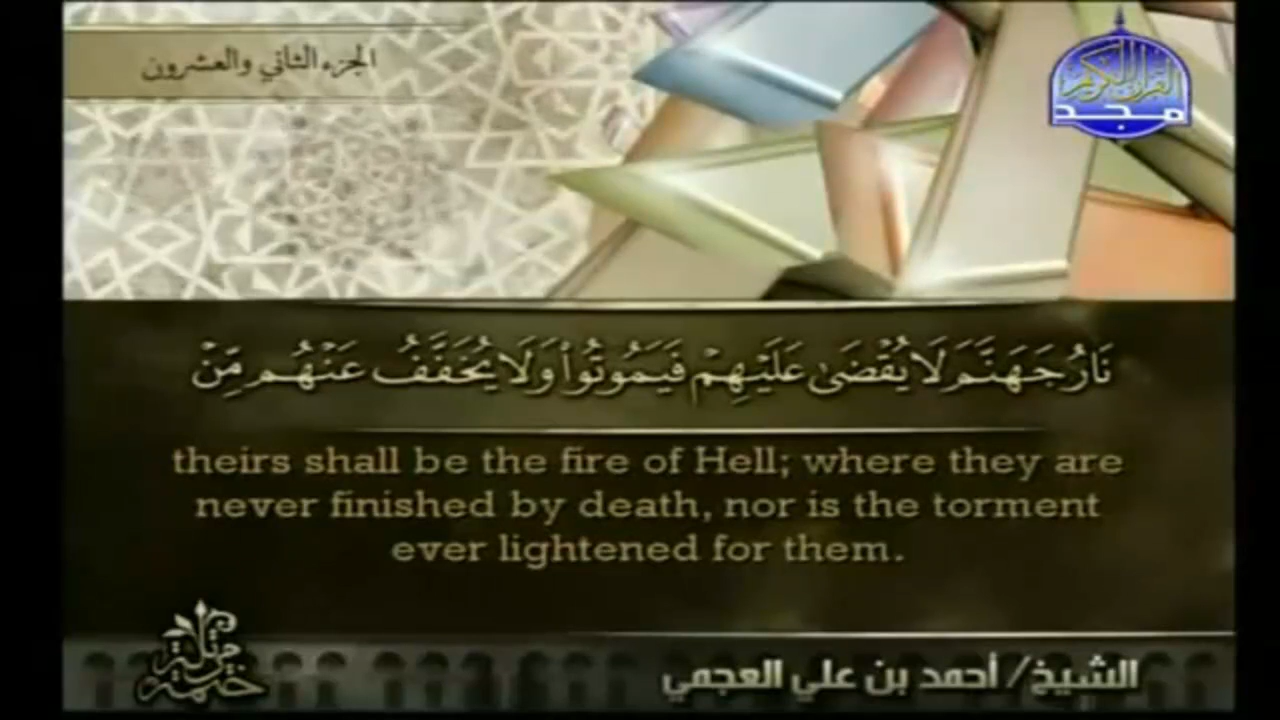 الجزء الثاني والعشرون
القرآن الكريم
مجد
نَارُ جَهَنَّمَ لَا يُقْضَىٰ عَلَيْهِمْ فَيَمُوتُوا۟ وَلَا يُخَفَّفُ عَنْهُم مِّنْ
theirs shall be the fire of Hell; where they are
never finished by death, nor is the torment
ever lightened for them.
ختمة مرتلة
الشيخ/ أحمد بن علي العجمي